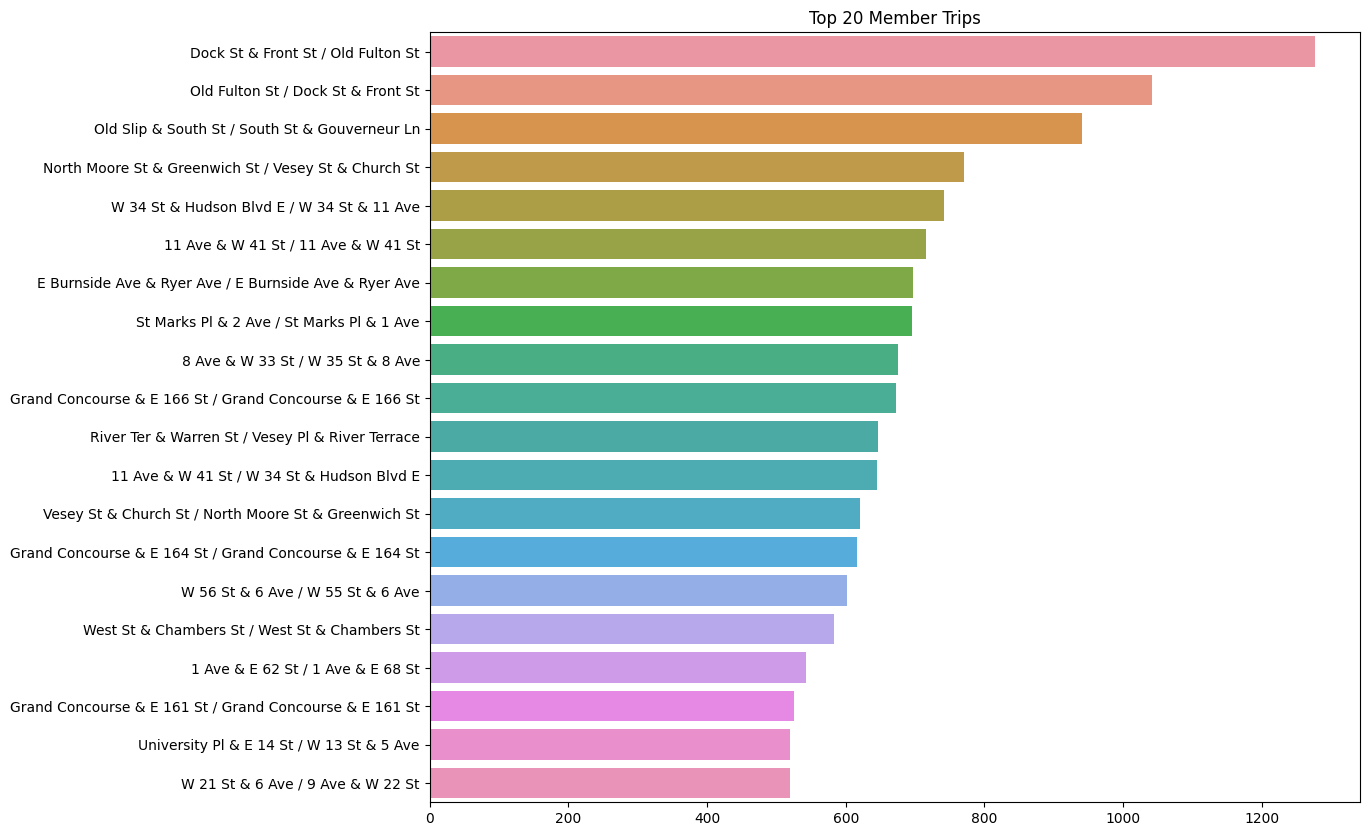 Top 20 Member Trips
Dock St & Front St / Old Fulton St
Old Fulton St / Dock St & Front St
Old Slip & South St / South St & Gouverneur Ln
North Moore St & Greenwich St / Vesey St & Church St
W 34 St & Hudson Blvd E / W 34 St & 11 Ave
11 Ave & W 41 St / 11 Ave & W 41 St
E Burnside Ave & Ryer Ave / E Burnside Ave & Ryer Ave
St Marks Pl & 2 Ave / St Marks Pl & 1 Ave
8 Ave & W 33 St / W 35 St & 8 Ave
Grand Concourse & E 166 St / Grand Concourse & E 166 St
River Ter & Warren St / Vesey Pl & River Terrace
11 Ave & W 41 St / W 34 St & Hudson Blvd E
Vesey St & Church St / North Moore St & Greenwich St
Grand Concourse & E 164 St / Grand Concourse & E 164 St
W 56 St & 6 Ave / W 55 St & 6 Ave
West St & Chambers St / West St & Chambers St
1 Ave & E 62 St / 1 Ave & E 68 St
Grand Concourse & E 161 St / Grand Concourse & E 161 St
University Pl & E 14 St / W 13 St & 5 Ave
W 21 St & 6 Ave / 9 Ave & W 22 St
0 200 400 600 800 1000 1200